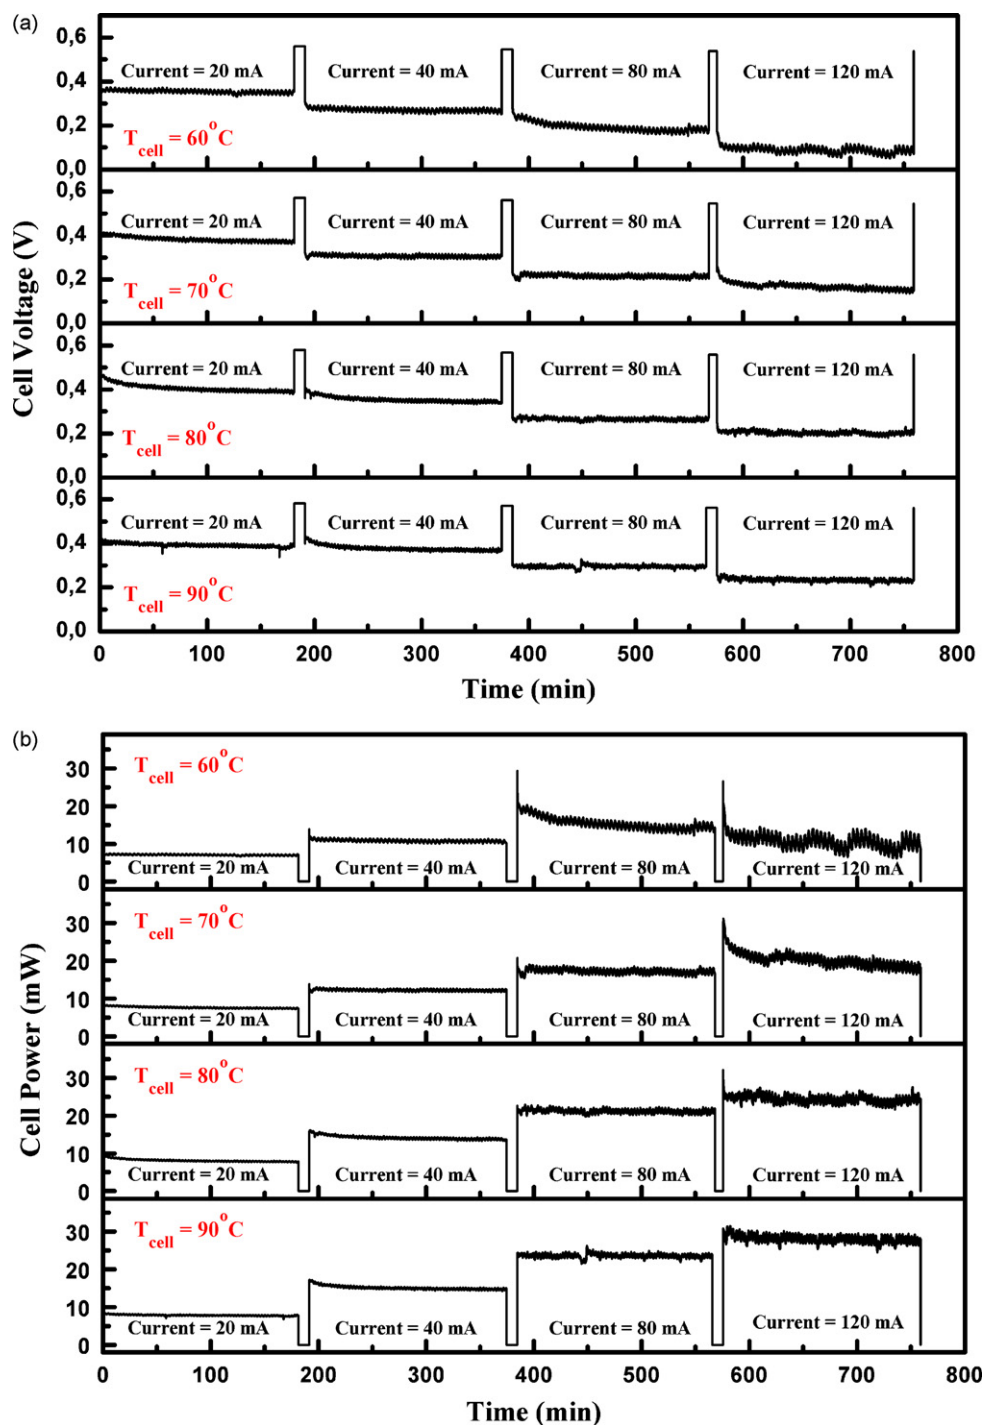 (a)
0,6
Current = 20 mA Current = 40 mA Current = 80 mA Current = 120 mA
0,4
0,2
T_cell = 60°C
0,0
0,6
Current = 20 mA Current = 40 mA Current = 80 mA Current = 120 mA
0,4
0,2
T_cell = 70°C
0,0
0,6
Current = 20 mA Current = 40 mA Current = 80 mA Current = 120 mA
0,4
0,2
T_cell = 80°C
0,0
0,6
Current = 20 mA Current = 40 mA Current = 80 mA Current = 120 mA
0,4
0,2
T_cell = 90°C
0,0
Cell Voltage (V)
0 100 200 300 400 500 600 700 800
Time (min)
(b)
T_cell = 60°C
30
20
10
Current = 20 mA Current = 40 mA Current = 80 mA Current = 120 mA
0
T_cell = 70°C
30
20
10
Current = 20 mA Current = 40 mA Current = 80 mA Current = 120 mA
0
T_cell = 80°C
30
20
10
Current = 20 mA Current = 40 mA Current = 80 mA Current = 120 mA
0
T_cell = 90°C
30
20
10
Current = 20 mA Current = 40 mA Current = 80 mA Current = 120 mA
0
Cell Power (mW)
0 100 200 300 400 500 600 700 800
Time (min)